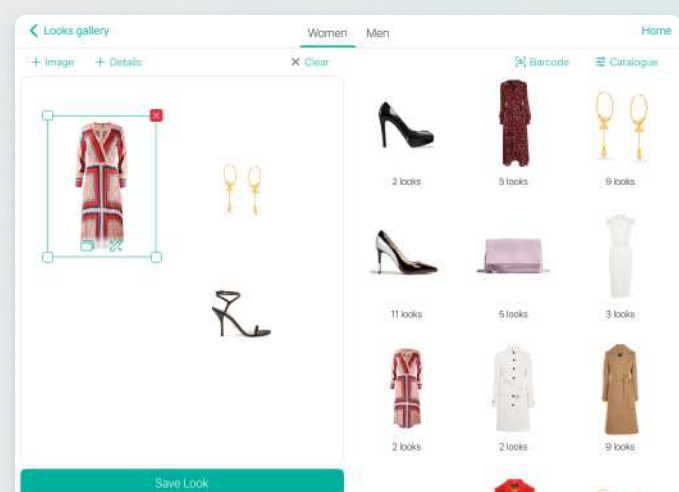 Looks gallery
Women Men
Home
+ Image + Details
× Clear
Barcode Catalogue
2 looks 5 looks 9 looks
11 looks 5 looks 3 looks
2 looks 2 looks 9 looks
Save Look